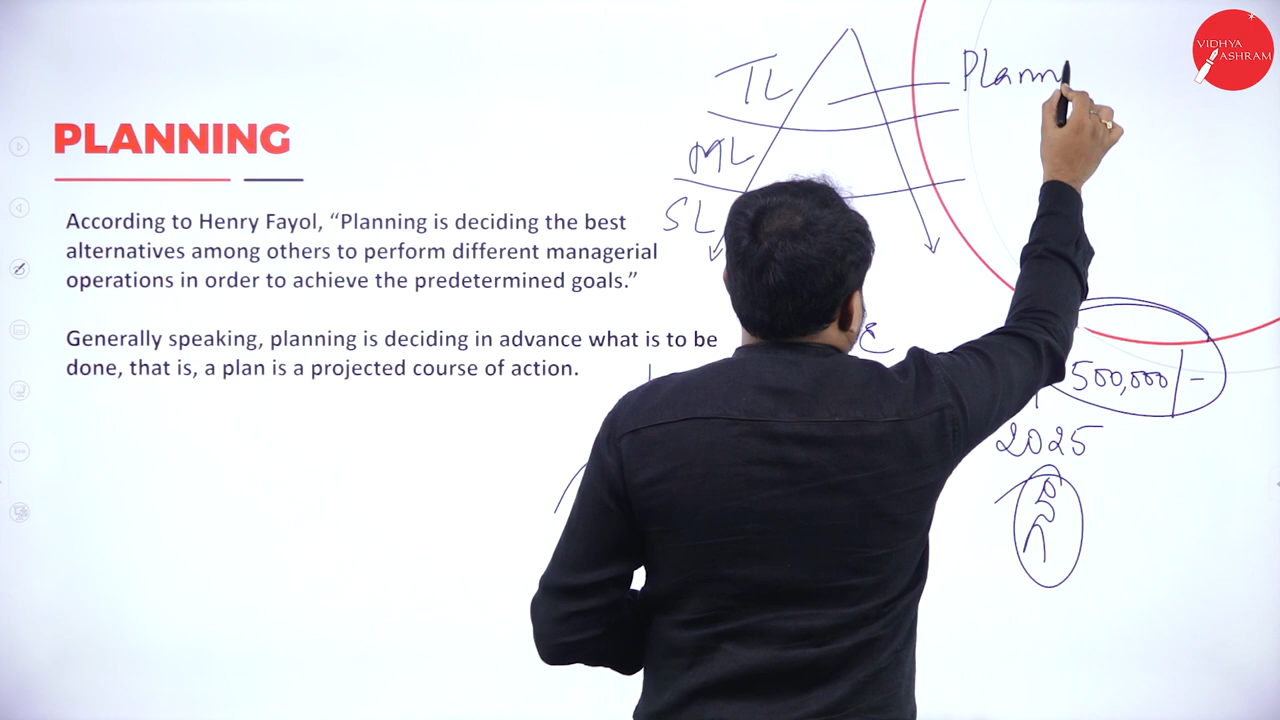 VIDHYA
ASHRAM
PLANNING
According to Henry Fayol, “Planning is deciding the best
alternatives among others to perform different managerial
operations in order to achieve the predetermined goals.”
Generally speaking, planning is deciding in advance what is to be
done, that is, a plan is a projected course of action.
TL
Plann
ML
SL
500,000/-
2025